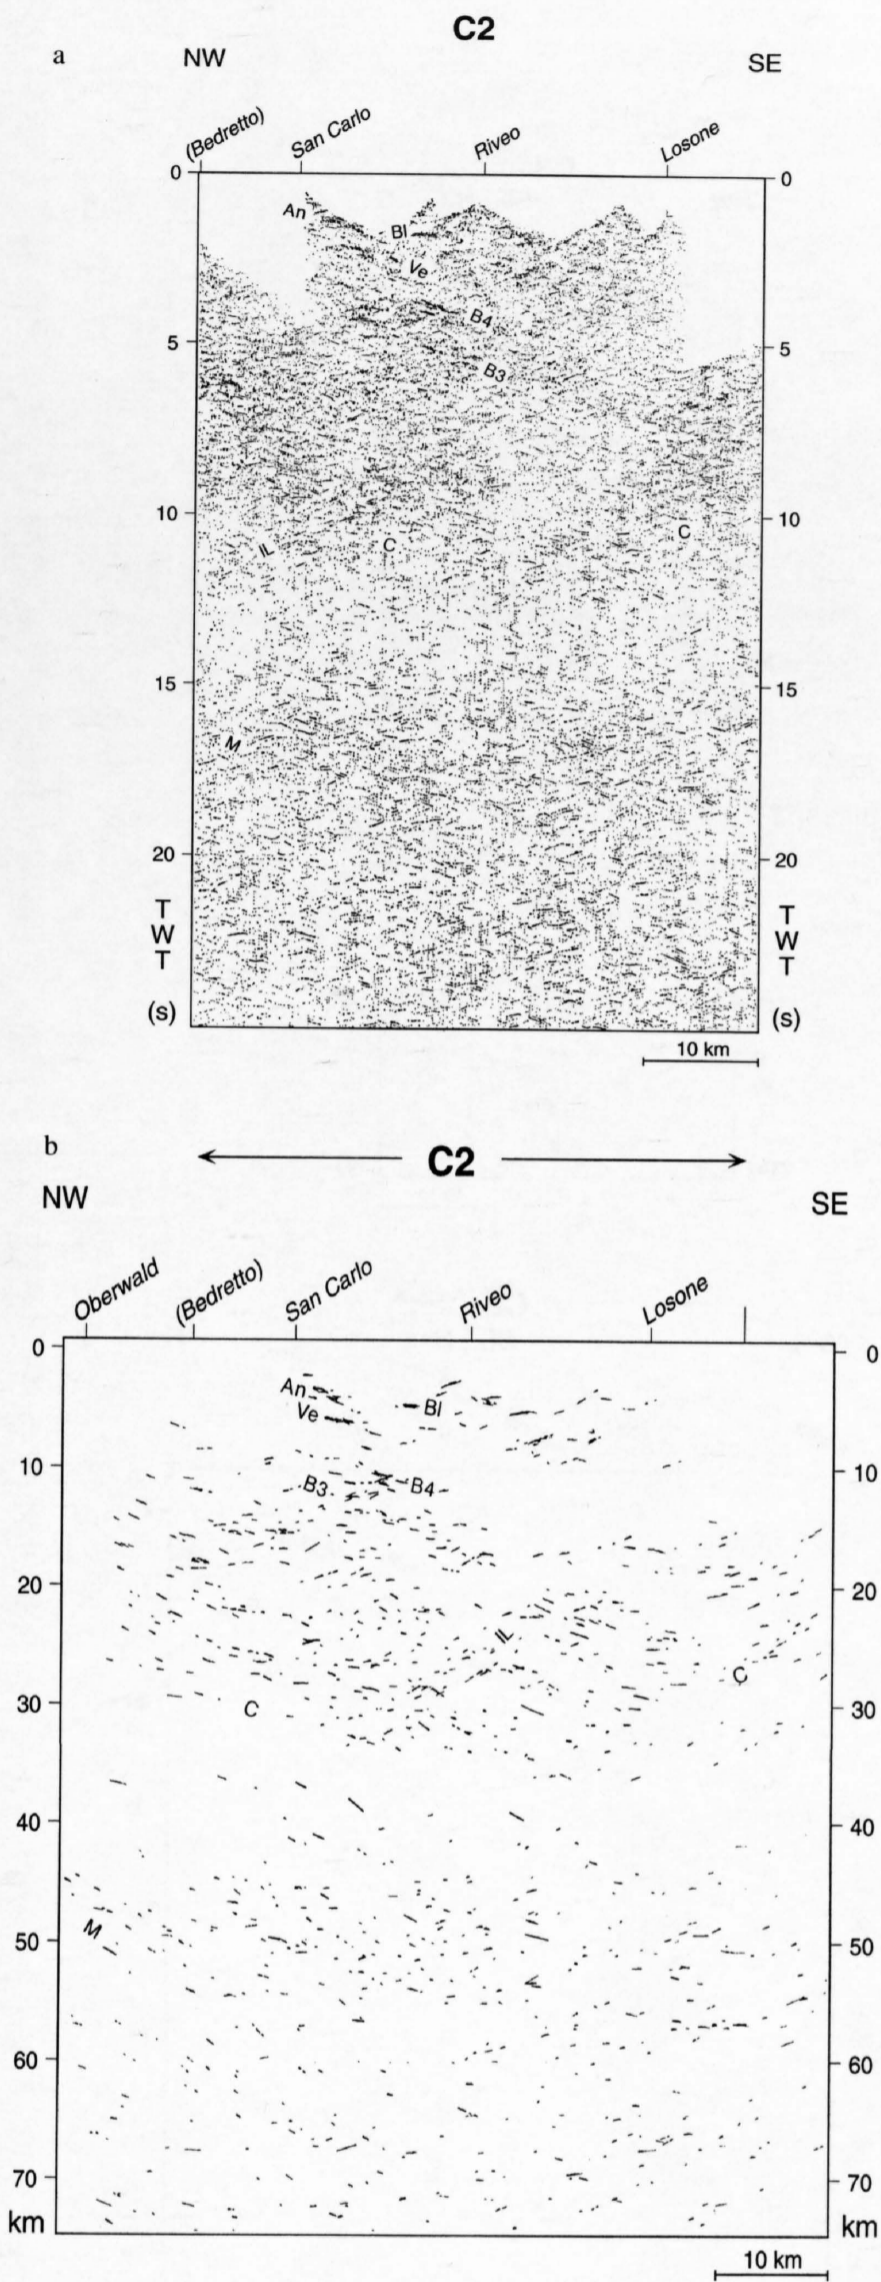 C2
a
NW
SE
(Bedretto)
San Carlo
Riveo
Losone
0
0
An
Bl
Ve
B4
5
5
B3
10
10
IL
C
C
15
15
M
20
20
T
W
T
T
W
T
(s)
(s)
10 km
b
C2
NW
SE
Oberwald
(Bedretto)
San Carlo
Riveo
Losone
0
0
An
Ve
Bl
10
10
B3
B4
20
20
IL
C
C
30
30
40
40
M
50
50
60
60
70
70
km
km
10 km